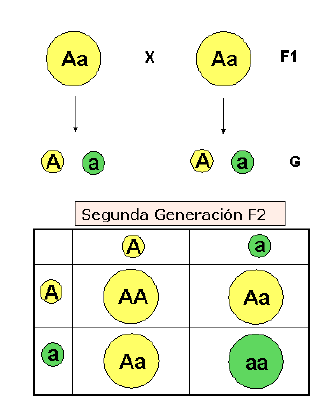 Aa X Aa F1
A a A a G
Segunda Generación F2
A a
A AA Aa
a Aa aa